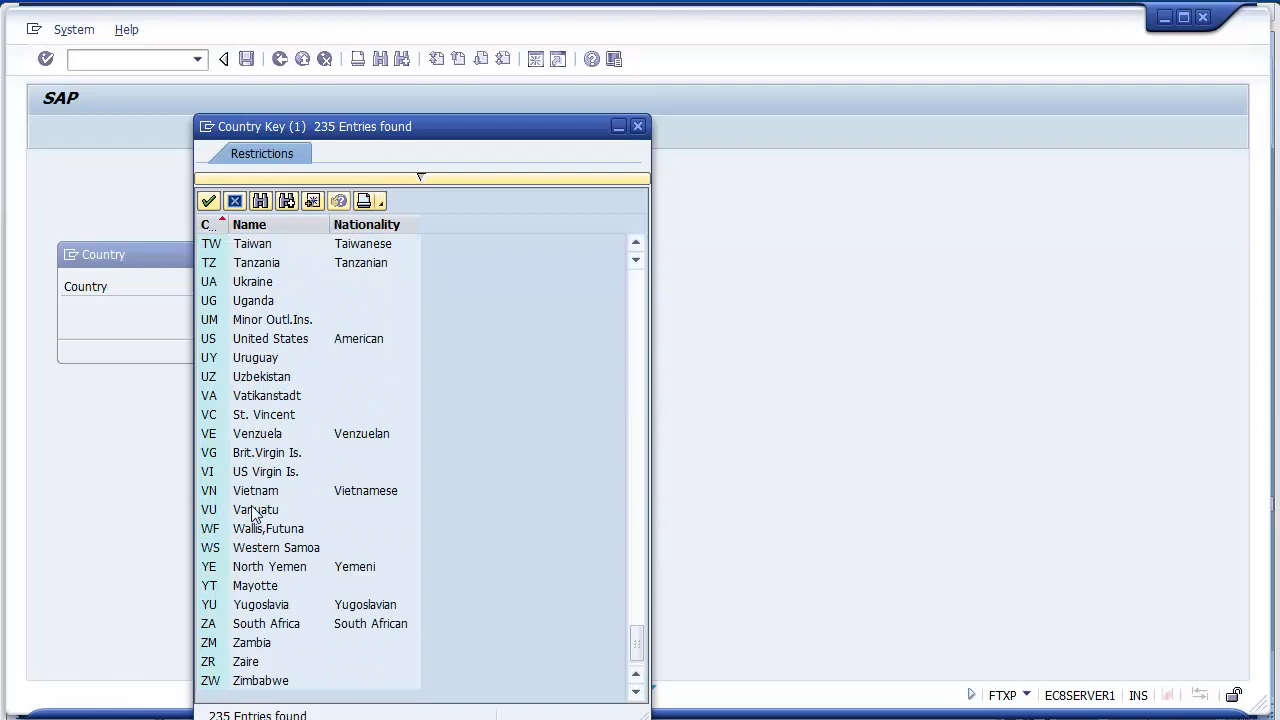 System Help
SAP
Country Key (1) 235 Entries found
Restrictions
C... Name Nationality
TW Taiwan Taiwanese
TZ Tanzania Tanzanian
UA Ukraine
UG Uganda
UM Minor Outl.Ins.
US United States American
UY Uruguay
UZ Uzbekistan
VA Vatikanstadt
VC St. Vincent
VE Venzuela Venzuelan
VG Brit.Virgin Is.
VI US Virgin Is.
VN Vietnam Vietnamese
VU Vanuatu
WF Wallis,Futuna
WS Western Samoa
YE North Yemen Yemeni
YT Mayotte
YU Yugoslavia Yugoslavian
ZA South Africa South African
ZM Zambia
ZR Zaire
ZW Zimbabwe
235 Entries found
Country
Country
FTXP EC8SERVER1 INS